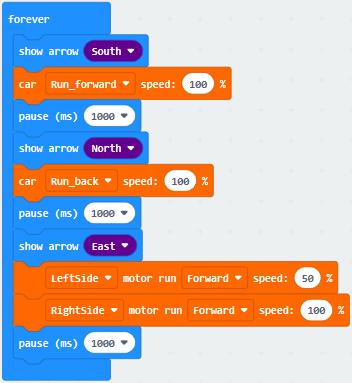 forever
show arrow South
car Run_forward speed: 100 %
pause (ms) 1000
show arrow North
car Run_back speed: 100 %
pause (ms) 1000
show arrow East
LeftSide motor run Forward speed: 50 %
RightSide motor run Forward speed: 100 %
pause (ms) 1000